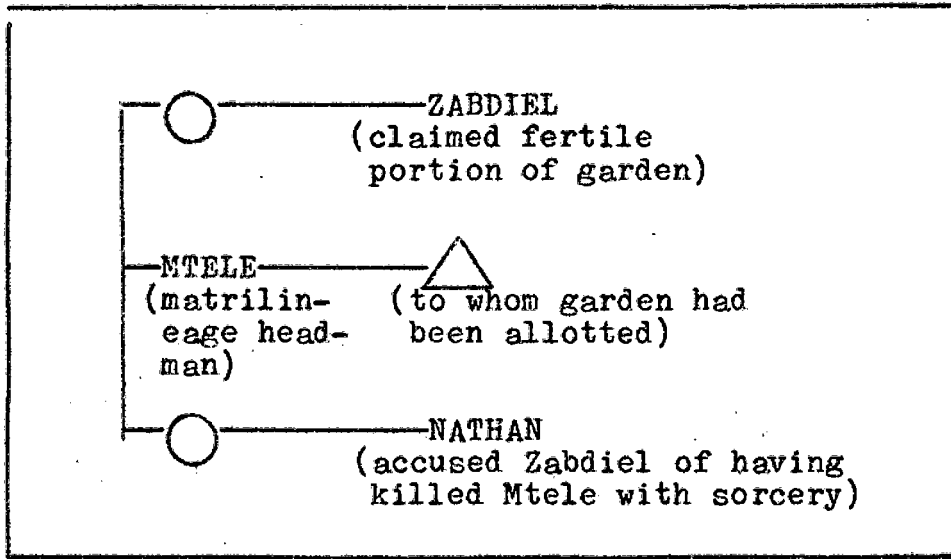 ZABDIEL
(claimed fertile
portion of garden)
MTELE
(matrilin-
eage head-
man)
(to whom garden had
been allotted)
NATHAN
(accused Zabdiel of having
killed Mtele with sorcery)